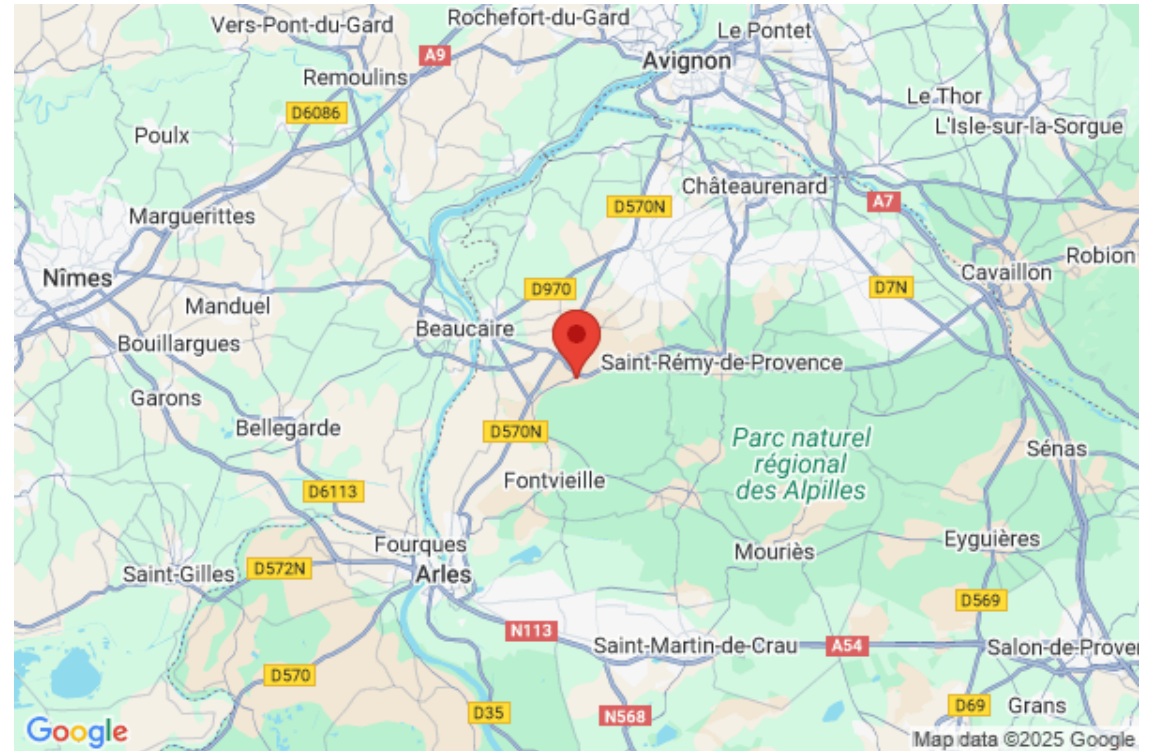 Vers-Pont-du-Gard
Rochefort-du-Gard
Le Pontet
A9
Avignon
Remoulins
D6086
Le Thor
L'Isle-sur-la-Sorgue
Poulx
Châteaurenard
D570N
A7
Marguerittes
Robion
Nîmes
Cavaillon
D970
D7N
Manduel
Beaucaire
Bouillargues
Saint-Rémy-de-Provence
Garons
Bellegarde
D570N
Parc naturel
régional
des Alpilles
Sénas
Fontvieille
D6113
Fourques
Mouriès
Eyguières
Saint-Gilles
D572N
Arles
D569
N113
Saint-Martin-de-Crau
A54
Salon-de-Prover
D570
D35
N568
D69
Grans
Google
Map data ©2025 Google